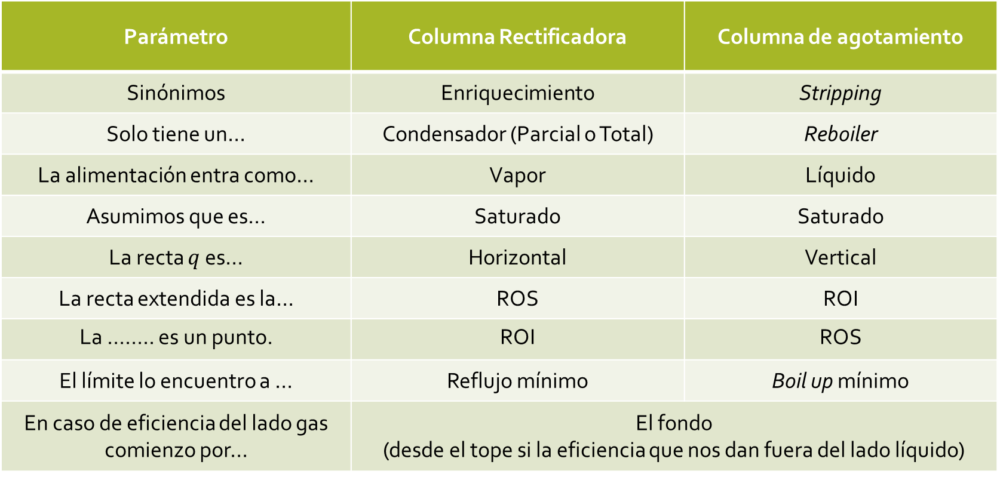 Parámetro Columna Rectificadora Columna de agotamiento
Sinónimos Enriquecimiento Stripping
Solo tiene un... Condensador (Parcial o Total) Reboiler
La alimentación entra como... Vapor Líquido
Asumimos que es... Saturado Saturado
La recta q es... Horizontal Vertical
La recta extendida es la... ROS ROI
La ........ es un punto. ROI ROS
El límite lo encuentro a ... Reflujo mínimo Boil up mínimo
En caso de eficiencia del lado gas
comienzo por...
El fondo
(desde el tope si la eficiencia que nos dan fuera del lado líquido)